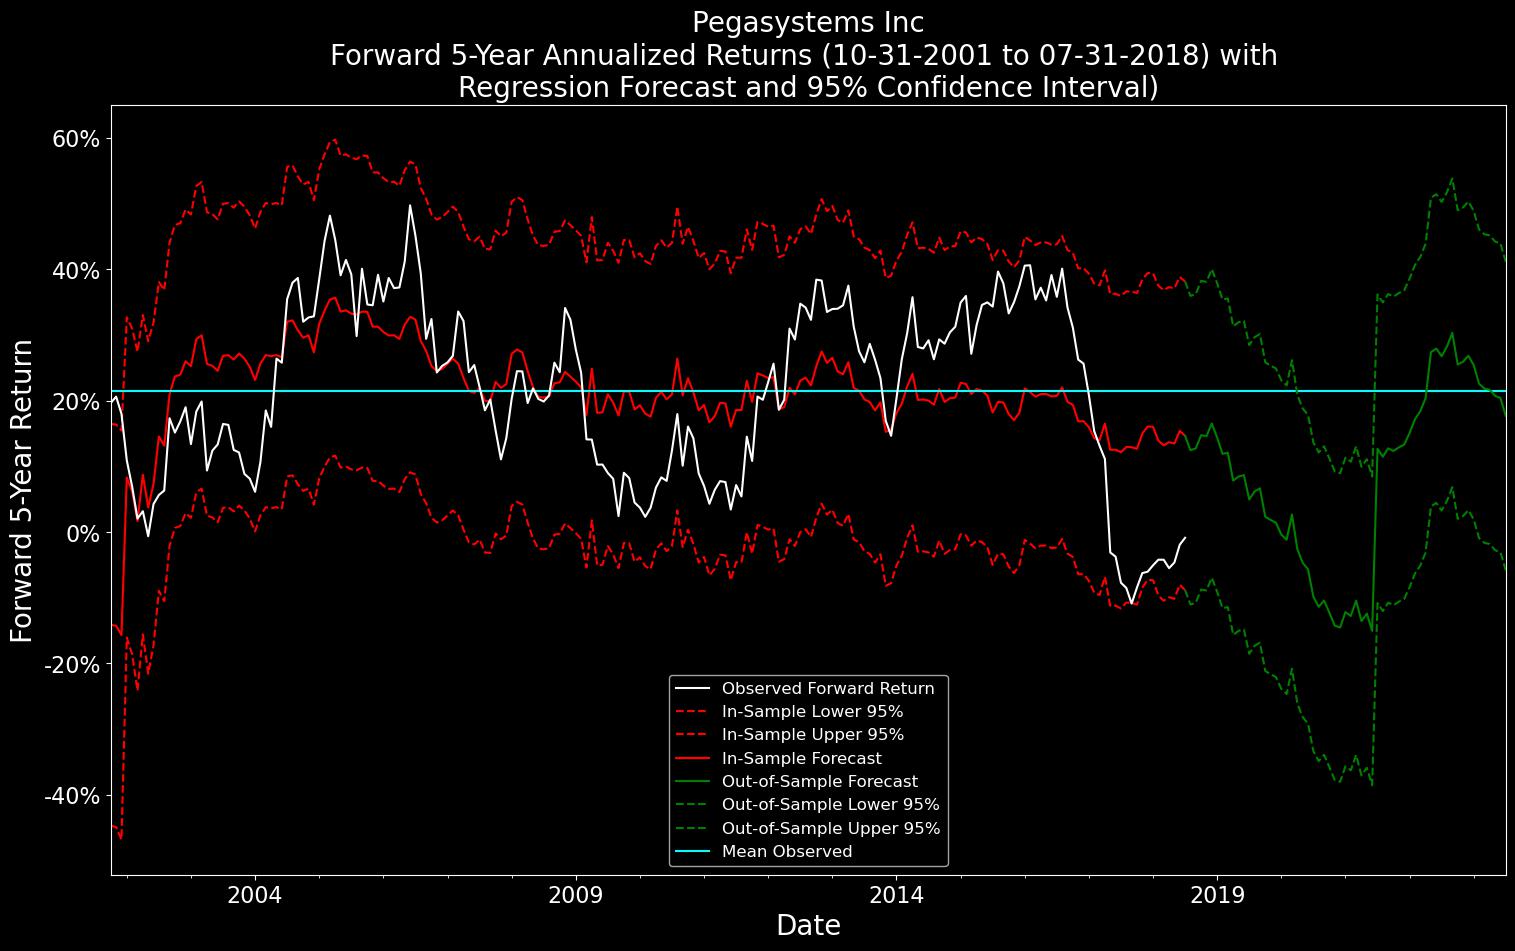 Pegasystems Inc
Forward 5-Year Annualized Returns (10-31-2001 to 07-31-2018) with
Regression Forecast and 95% Confidence Interval)
Forward 5-Year Return
60%
40%
20%
0%
-20%
-40%
Observed Forward Return
In-Sample Lower 95%
In-Sample Upper 95%
In-Sample Forecast
Out-of-Sample Forecast
Out-of-Sample Lower 95%
Out-of-Sample Upper 95%
Mean Observed
2004 2009 2014 2019
Date